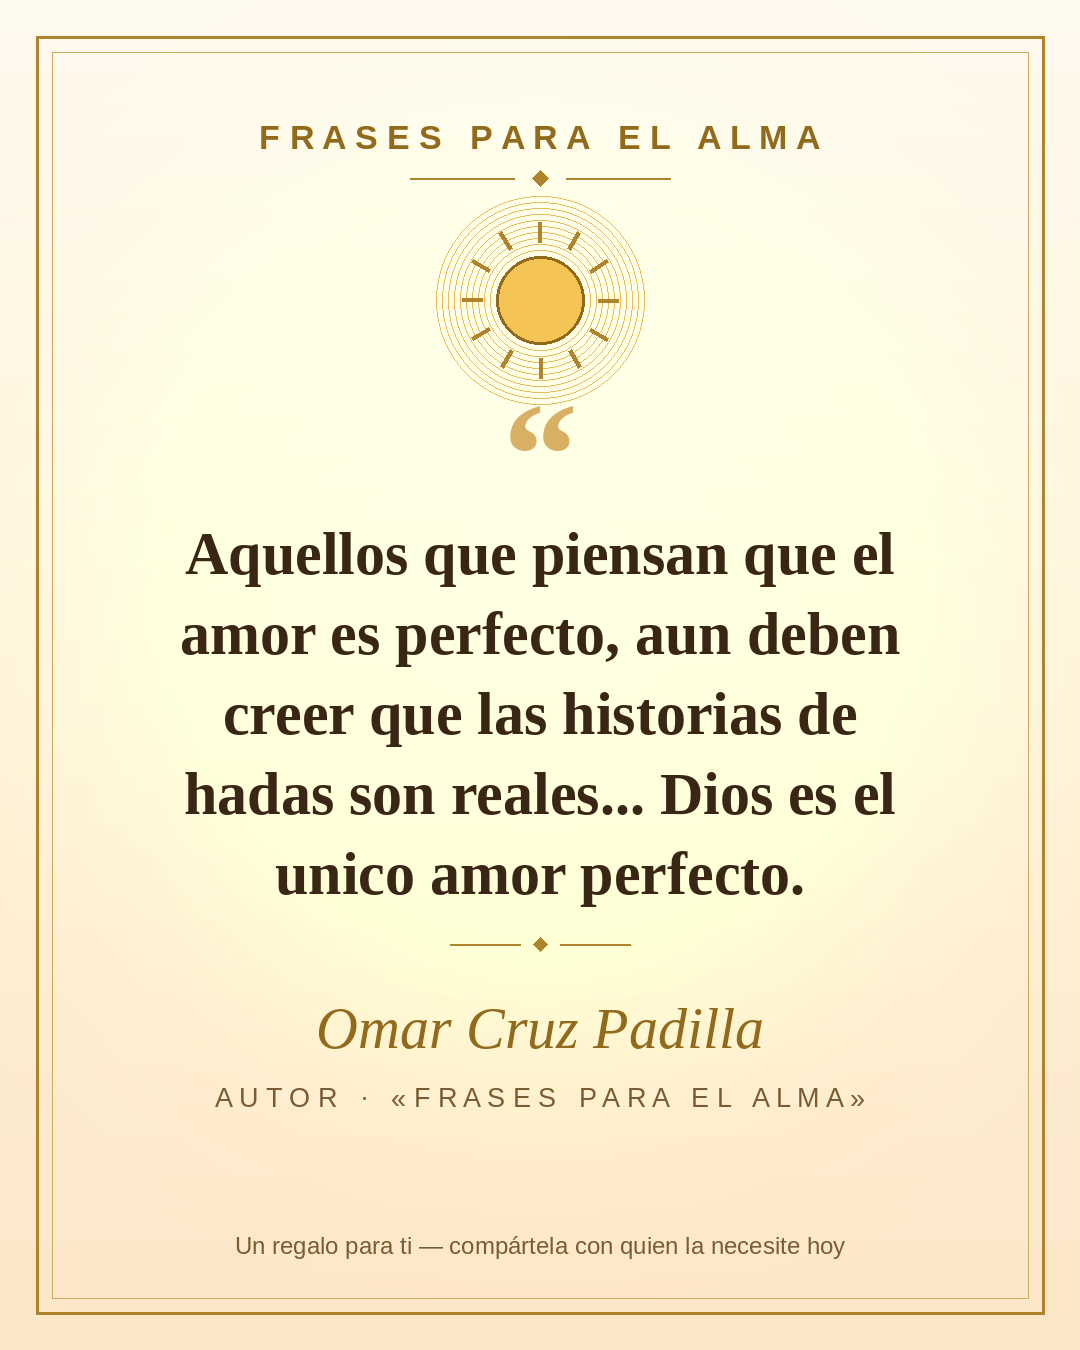 FRASES PARA EL ALMA
“
Aquellos que piensan que el
amor es perfecto, aun deben
creer que las historias de
hadas son reales... Dios es el
unico amor perfecto.
Omar Cruz Padilla
AUTOR · «FRASES PARA EL ALMA»
Un regalo para ti — compártela con quien la necesite hoy